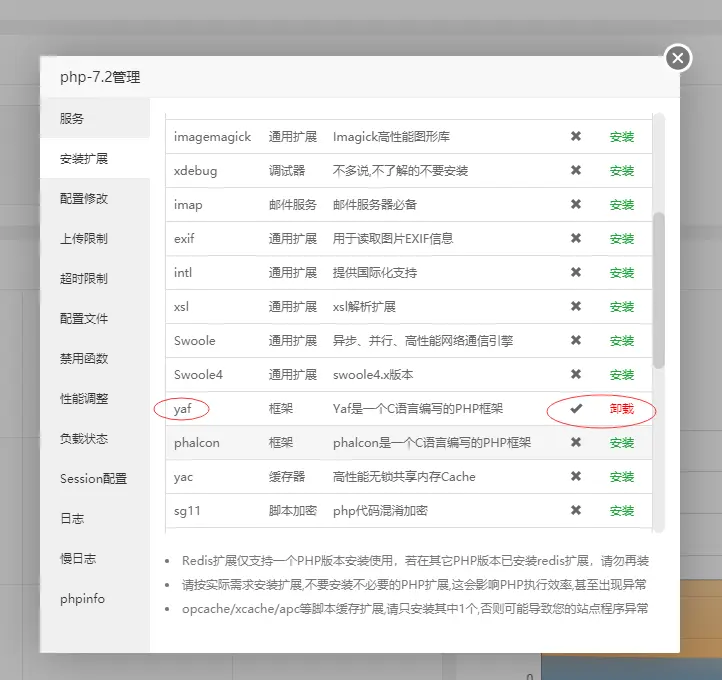 php-7.2管理
服务
安装扩展
配置修改
上传限制
超时限制
配置文件
禁用函数
性能调整
负载状态
Session配置
日志
慢日志
phpinfo
imagemagick 通用扩展 Imagick高性能图形库 ✖ 安装
xdebug 调试器 不多说,不了解的不要安装 ✖ 安装
imap 邮件服务 邮件服务器必备 ✖ 安装
exif 通用扩展 用于读取图片EXIF信息 ✖ 安装
intl 通用扩展 提供国际化支持 ✖ 安装
xsl 通用扩展 xsl解析扩展 ✖ 安装
Swoole 通用扩展 异步、并行、高性能网络通信引擎 ✖ 安装
Swoole4 通用扩展 swoole4.x版本 ✖ 安装
yaf 框架 Yaf是一个C语言编写的PHP框架 ✔ 卸载
phalcon 框架 phalcon是一个C语言编写的PHP框架 ✖ 安装
yac 缓存器 高性能无锁共享内存Cache ✖ 安装
sg11 脚本加密 php代码混淆加密 ✖ 安装
• Redis扩展仅支持一个PHP版本安装使用，若在其它PHP版本已安装redis扩展，请勿再装
• 请按实际需求安装扩展,不要安装不必要的PHP扩展,这会影响PHP执行效率,甚至出现异常
• opcache/xcache/apc等脚本缓存扩展,请只安装其中1个,否则可能导致您的站点程序异常
0